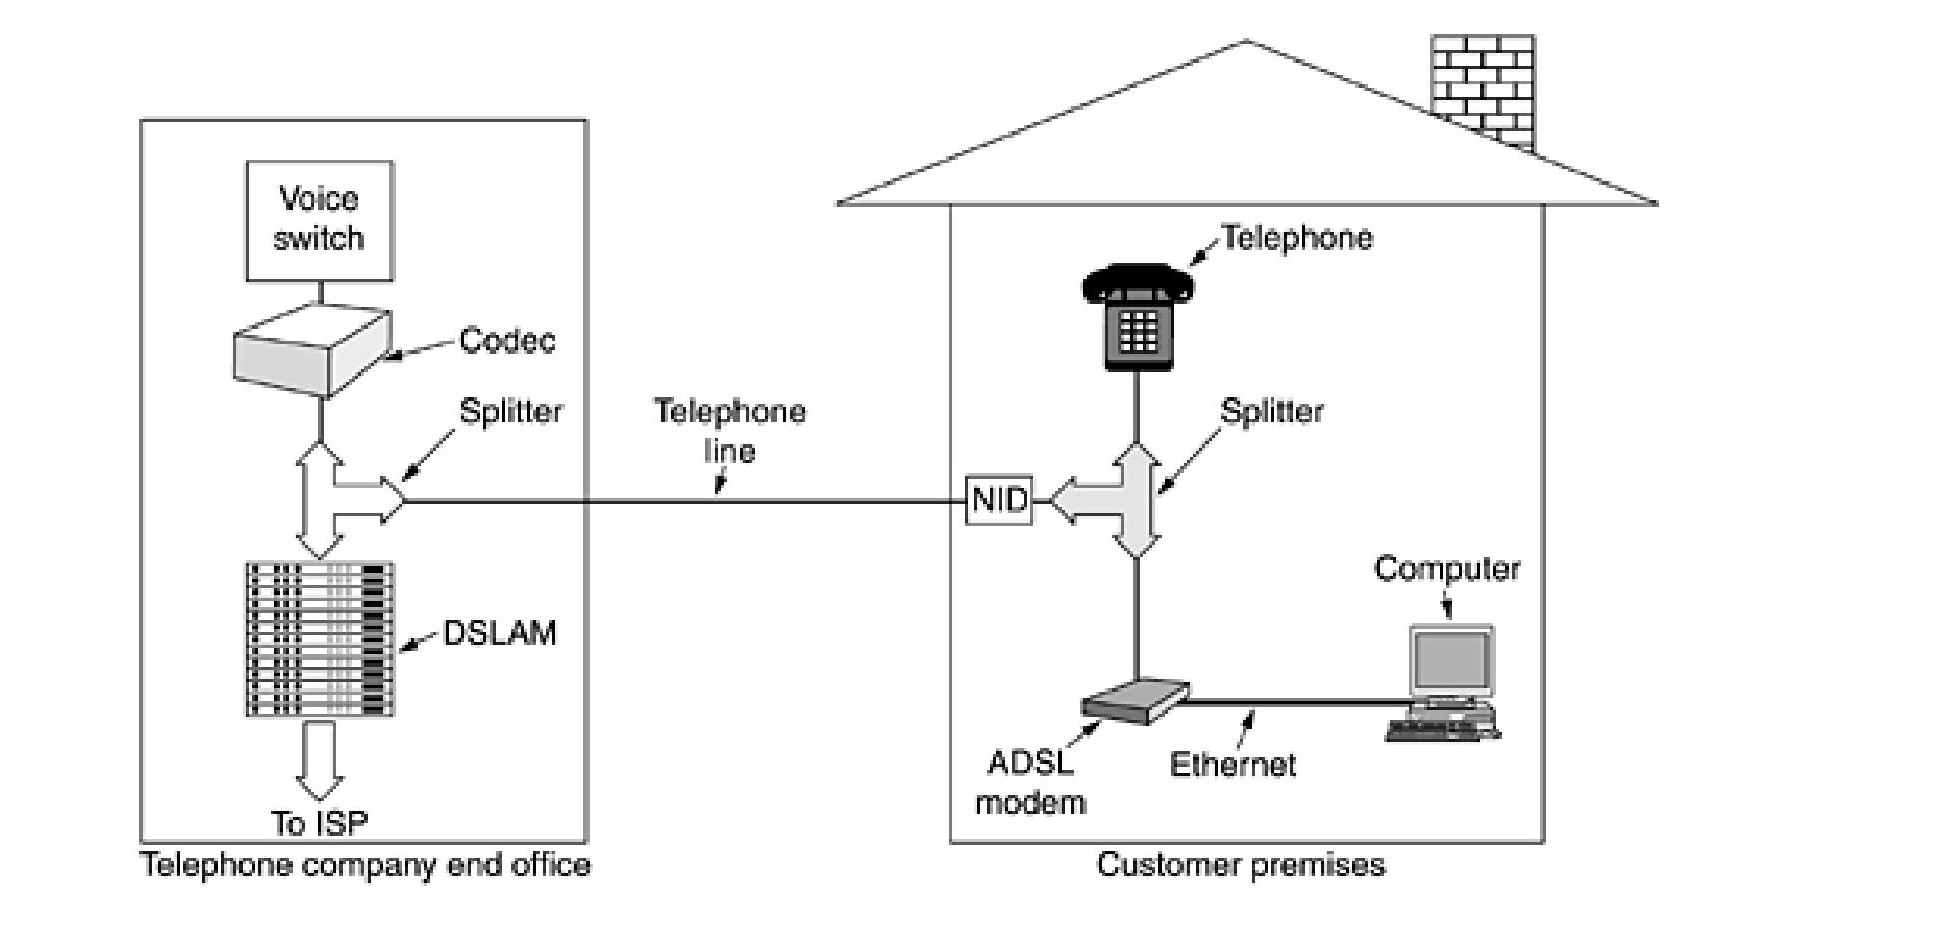 Voice
switch
Codec
Splitter
Telephone
line
DSLAM
To ISP
Telephone company end office
Telephone
Splitter
NID
Computer
ADSL
modem
Ethernet
Customer premises